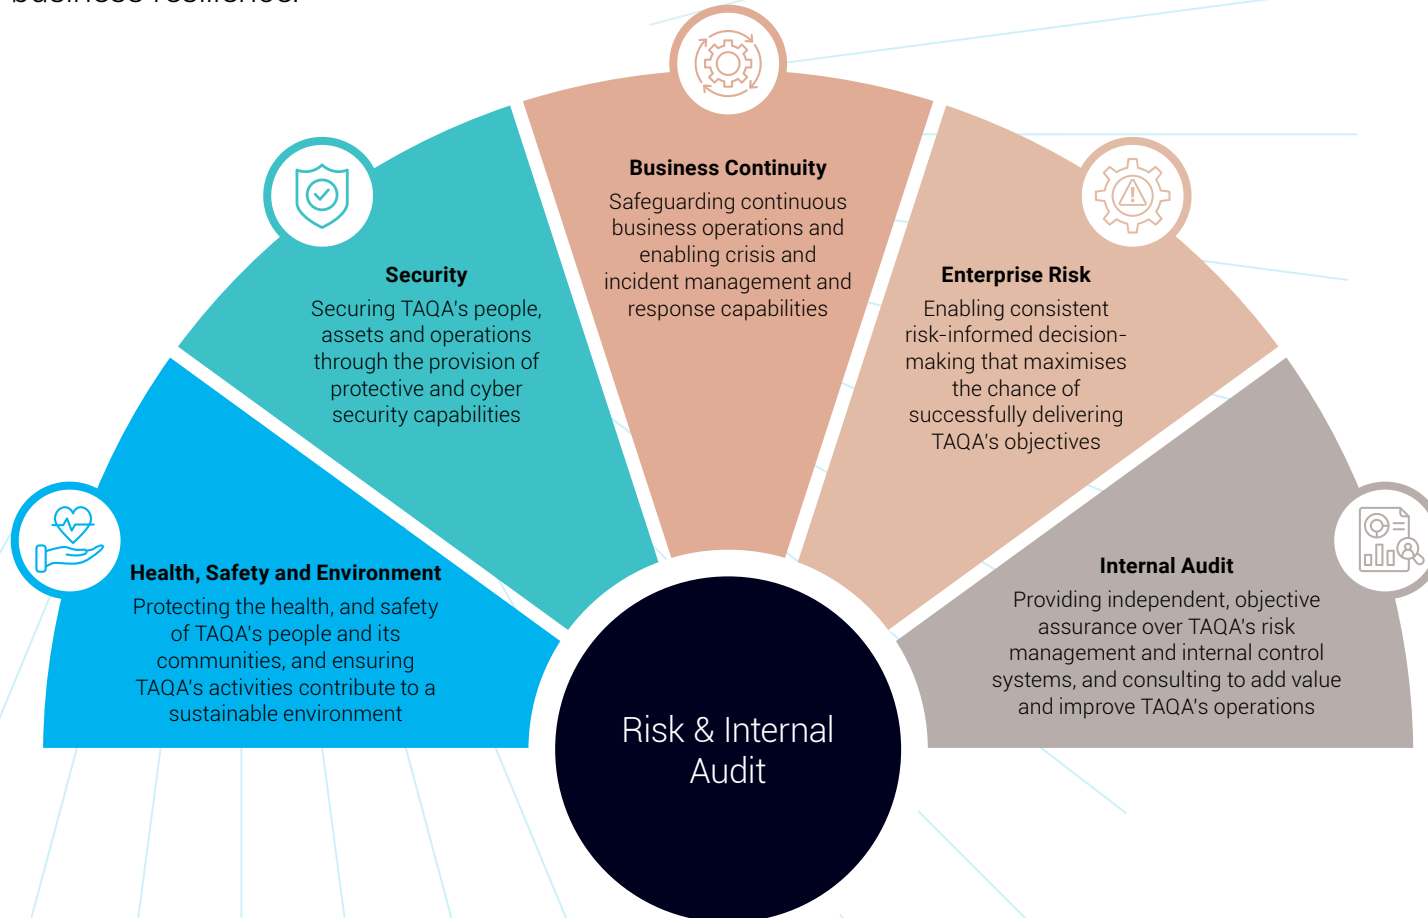 business resilience.
Business Continuity
Safeguarding continuous
business operations and
enabling crisis and
incident management and
response capabilities
Security
Securing TAQA's people,
assets and operations
through the provision of
protective and cyber
security capabilities
Enterprise Risk
Enabling consistent
risk-informed decision-
making that maximises
the chance of
successfully delivering
TAQA's objectives
Health, Safety and Environment
Protecting the health, and safety
of TAQA's people and its
communities, and ensuring
TAQA's activities contribute to a
sustainable environment
Internal Audit
Providing independent, objective
assurance over TAQA's risk
management and internal control
systems, and consulting to add value
and improve TAQA's operations
Risk & Internal
Audit